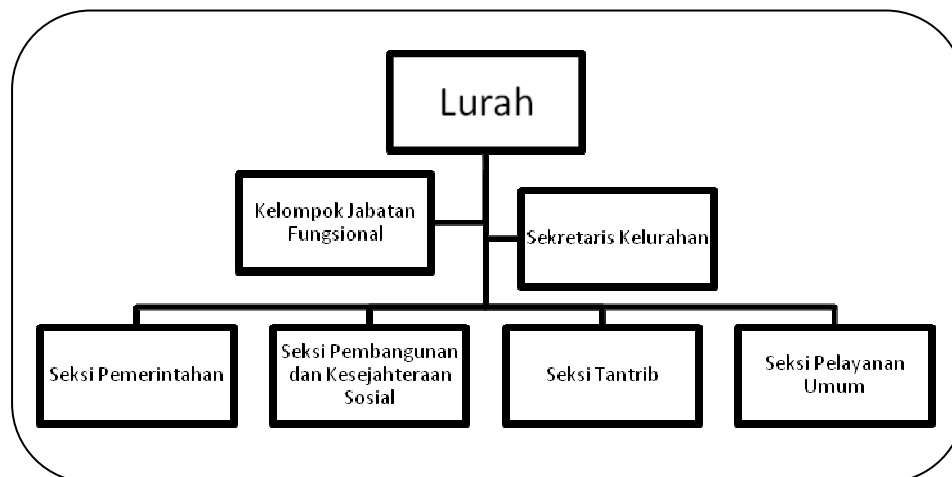 Lurah
Kelompok Jabatan
Fungsional
Sekretaris Kelurahan
Seksi Pemerintahan
Seksi Pembangunan
dan Kesejahteraan
Sosial
Seksi Tantrib
Seksi Pelayanan
Umum